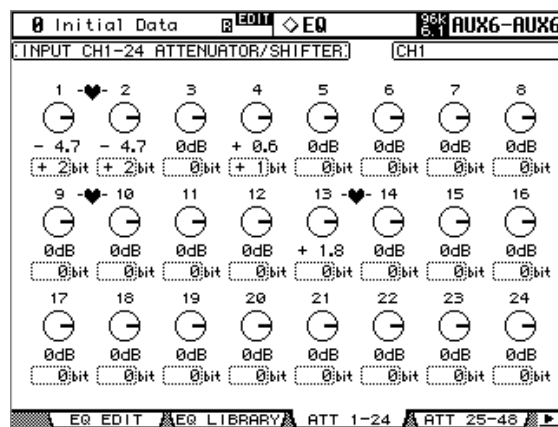 0 Initial Data R EDIT ◇EQ 96k 6.1 AUX6-AUX6
INPUT CH1-24 ATTENUATOR/SHIFTER CH1
1 -♥- 2 3 4 5 6 7 8
- 4.7 - 4.7 0dB + 0.6 0dB 0dB 0dB 0dB
+ 2bit + 2bit 0bit + 1bit 0bit 0bit 0bit 0bit
9 -♥- 10 11 12 13 -♥- 14 15 16
0dB 0dB 0dB 0dB + 1.8 0dB 0dB 0dB
0bit 0bit 0bit 0bit 0bit 0bit 0bit 0bit
17 18 19 20 21 22 23 24
0dB 0dB 0dB 0dB 0dB 0dB 0dB 0dB
0bit 0bit 0bit 0bit 0bit 0bit 0bit 0bit
EQ EDIT EQ LIBRARY ATT 1-24 ATT 25-48